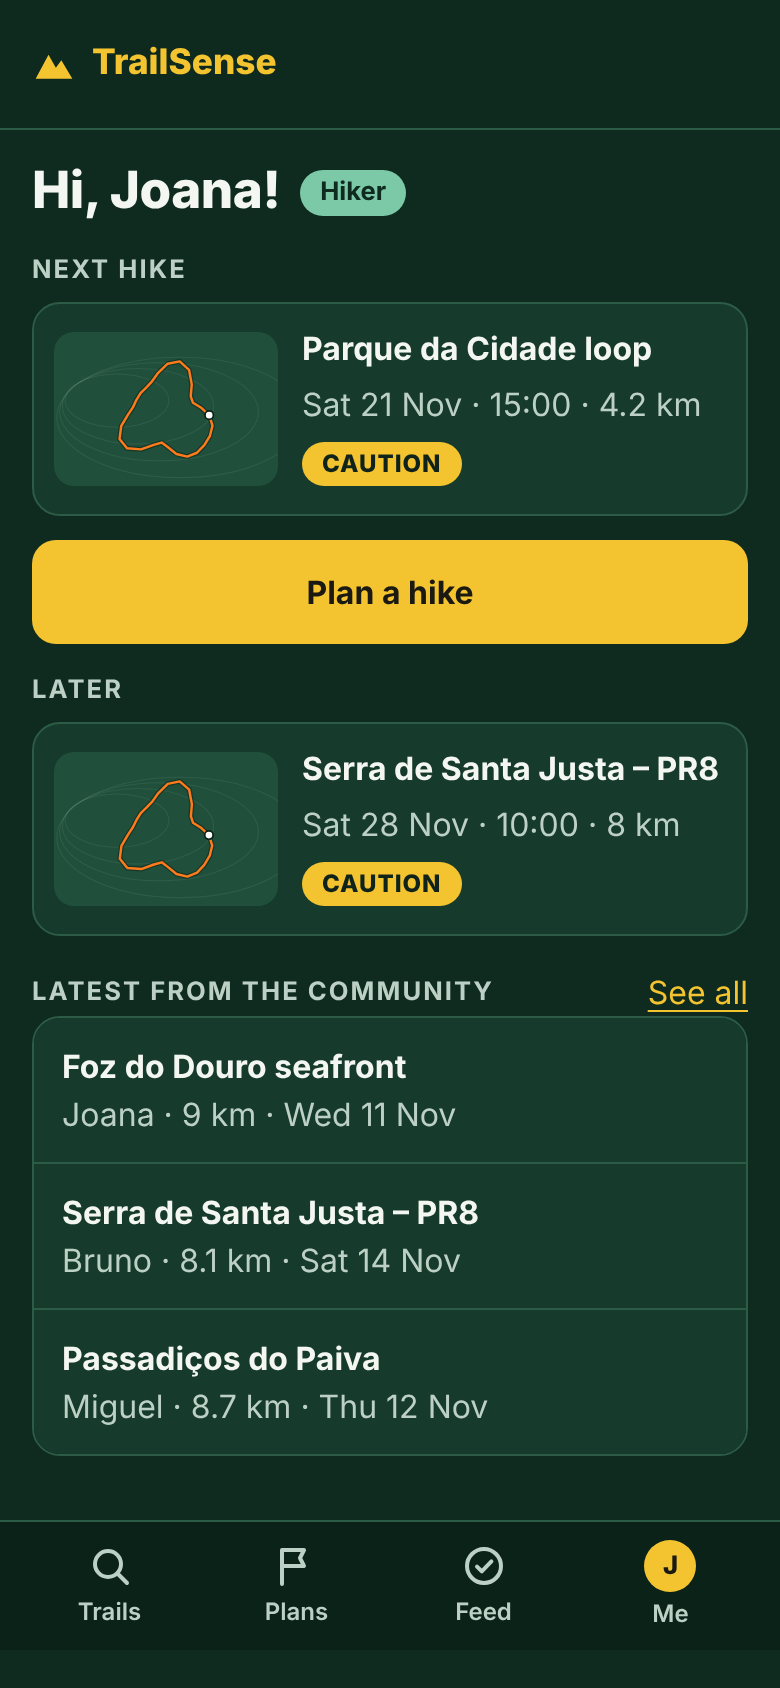 TrailSense
Hi, Joana!
Hiker
NEXT HIKE
Parque da Cidade loop
Sat 21 Nov · 15:00 · 4.2 km
CAUTION
Plan a hike
LATER
Serra de Santa Justa – PR8
Sat 28 Nov · 10:00 · 8 km
CAUTION
LATEST FROM THE COMMUNITY
See all
Foz do Douro seafront
Joana · 9 km · Wed 11 Nov
Serra de Santa Justa – PR8
Bruno · 8.1 km · Sat 14 Nov
Passadiços do Paiva
Miguel · 8.7 km · Thu 12 Nov
Trails
Plans
Feed
J
Me